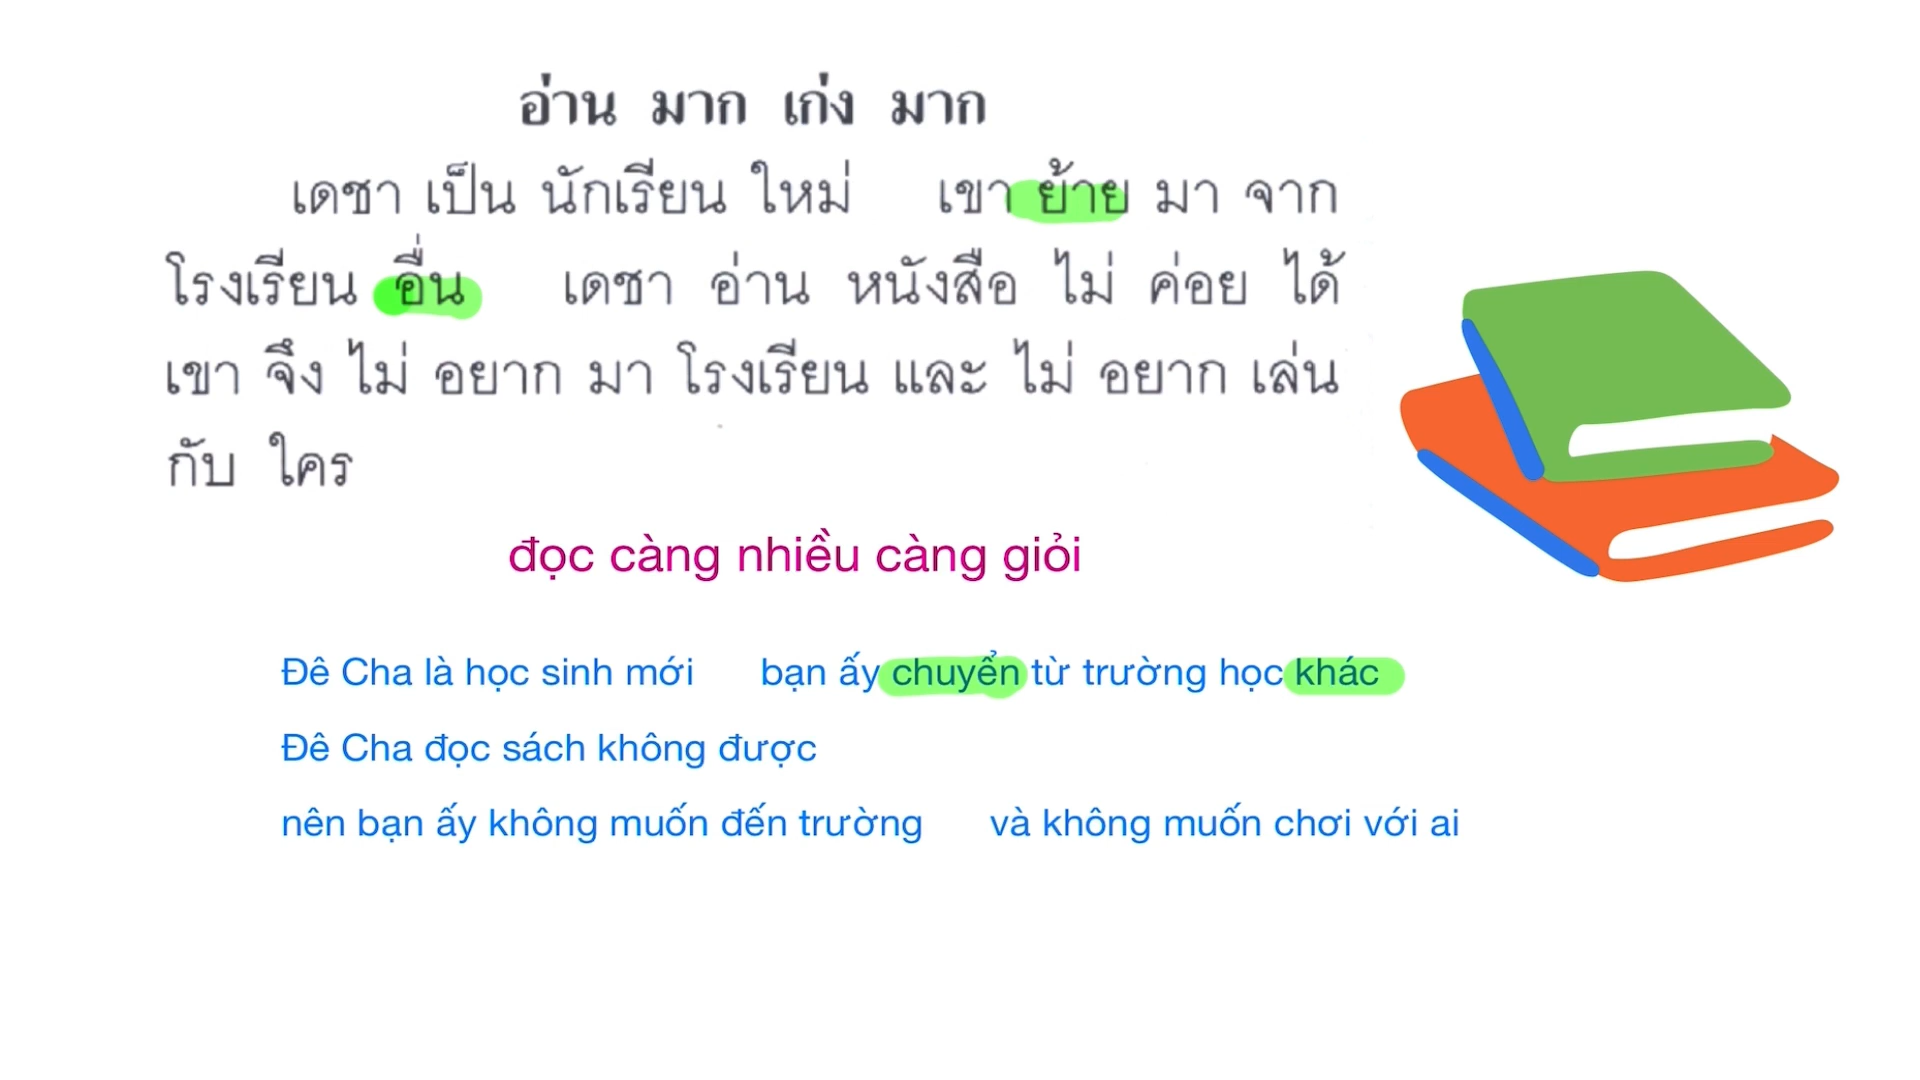 อ่าน มาก เก่ง มาก
เดชา เป็น นักเรียน ใหม่ เขา ย้าย มา จาก
โรงเรียน อื่น เดชา อ่าน หนังสือ ไม่ ค่อย ได้
เขา จึง ไม่ อยาก มา โรงเรียน และ ไม่ อยาก เล่น
กับ ใคร
đọc càng nhiều càng giỏi
Đê Cha là học sinh mới bạn ấy chuyển từ trường học khác
Đê Cha đọc sách không được
nên bạn ấy không muốn đến trường và không muốn chơi với ai